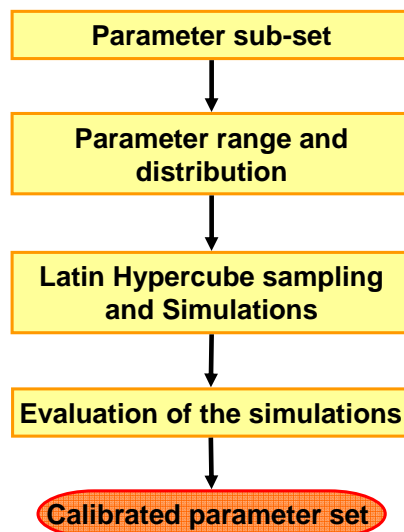 Parameter sub-set
Parameter range and
distribution
Latin Hypercube sampling
and Simulations
Evaluation of the simulations
Calibrated parameter set